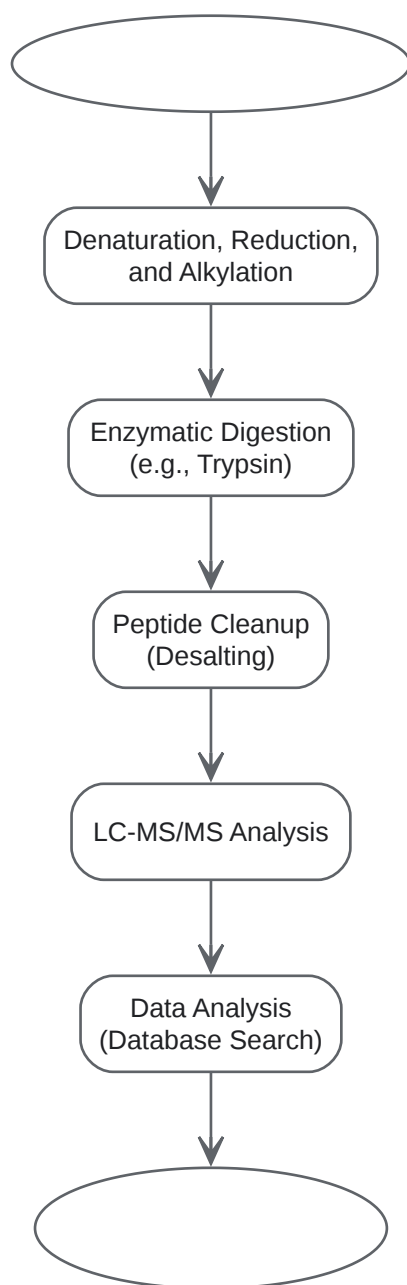 Denaturation, Reduction,
and Alkylation
Enzymatic Digestion
(e.g., Trypsin)
Peptide Cleanup
(Desalting)
LC-MS/MS Analysis
Data Analysis
(Database Search)